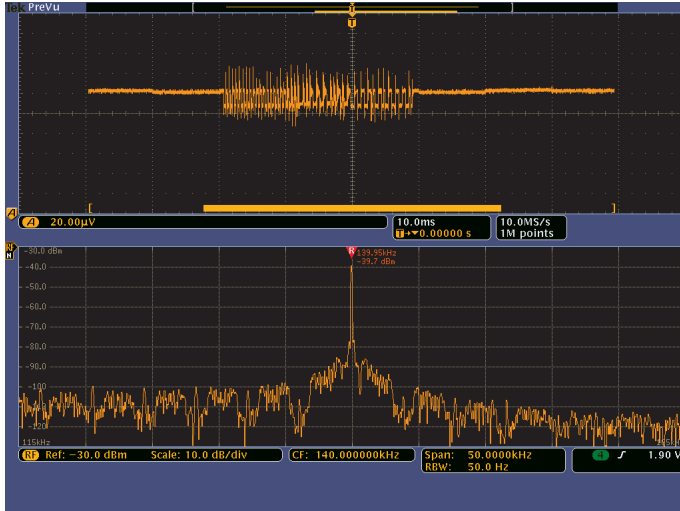 Tek PreVu
T
T
[ ]
A
A 20.00µV
10.0ms
T→▼0.00000 s
10.0MS/s
1M points
RF
N
-30.0 dBm
R 139.95kHz
-39.7 dBm
-40.0
-50.0
-60.0
-70.0
-80.0
-90.0
-100
-120
115kHz
RF Ref: -30.0 dBm Scale: 10.0 dB/div
CF: 140.000000kHz
Span: 50.0000kHz
RBW: 50.0 Hz
4 1.90 V